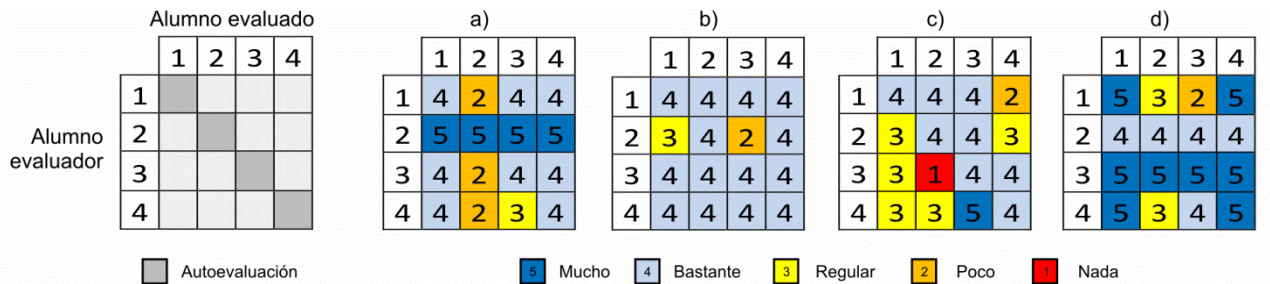 Alumno evaluado a) b) c) d)
1 2 3 4 1 2 3 4 1 2 3 4 1 2 3 4 1 2 3 4
1 1 4 2 4 4 1 4 4 4 4 1 4 4 4 2 1 5 3 2 5
2 2 5 5 5 5 2 3 4 2 4 2 3 4 4 3 2 4 4 4 4
Alumno evaluador
3 3 4 2 4 4 3 4 4 4 4 3 3 1 4 4 3 5 5 5 5
4 4 4 2 3 4 4 4 4 4 4 4 3 3 5 4 4 5 3 4 5
Autoevaluación 5 Mucho 4 Bastante 3 Regular 2 Poco 1 Nada